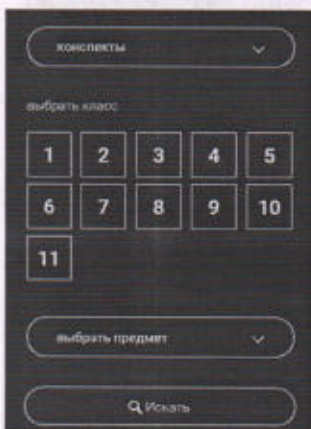 конспекты
выбрать класс
1 2 3 4 5
6 7 8 9 10
11
выбрать предмет
Искать